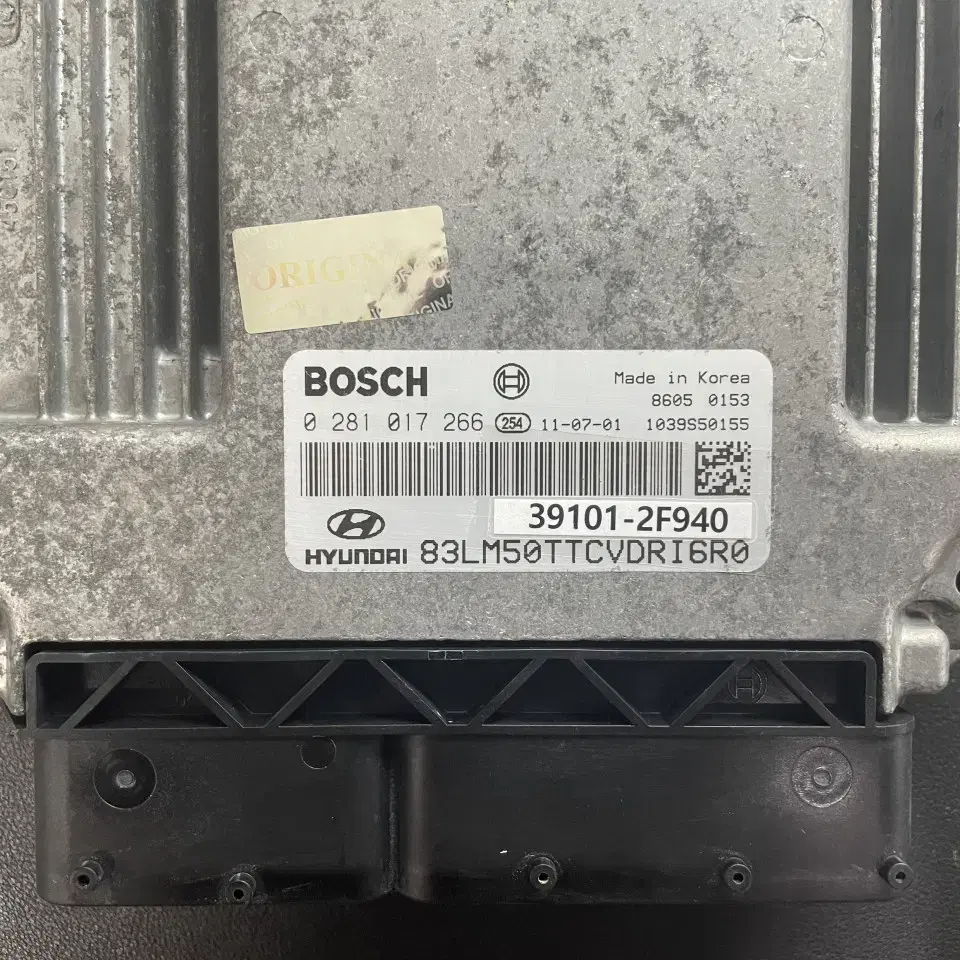 ORIGIN
BOSCH
Made in Korea
8605 0153
0 281 017 266 254 11-07-01 1039S50155
39101-2F940
HYUNDAI 83LM50TTCVDRI6R0